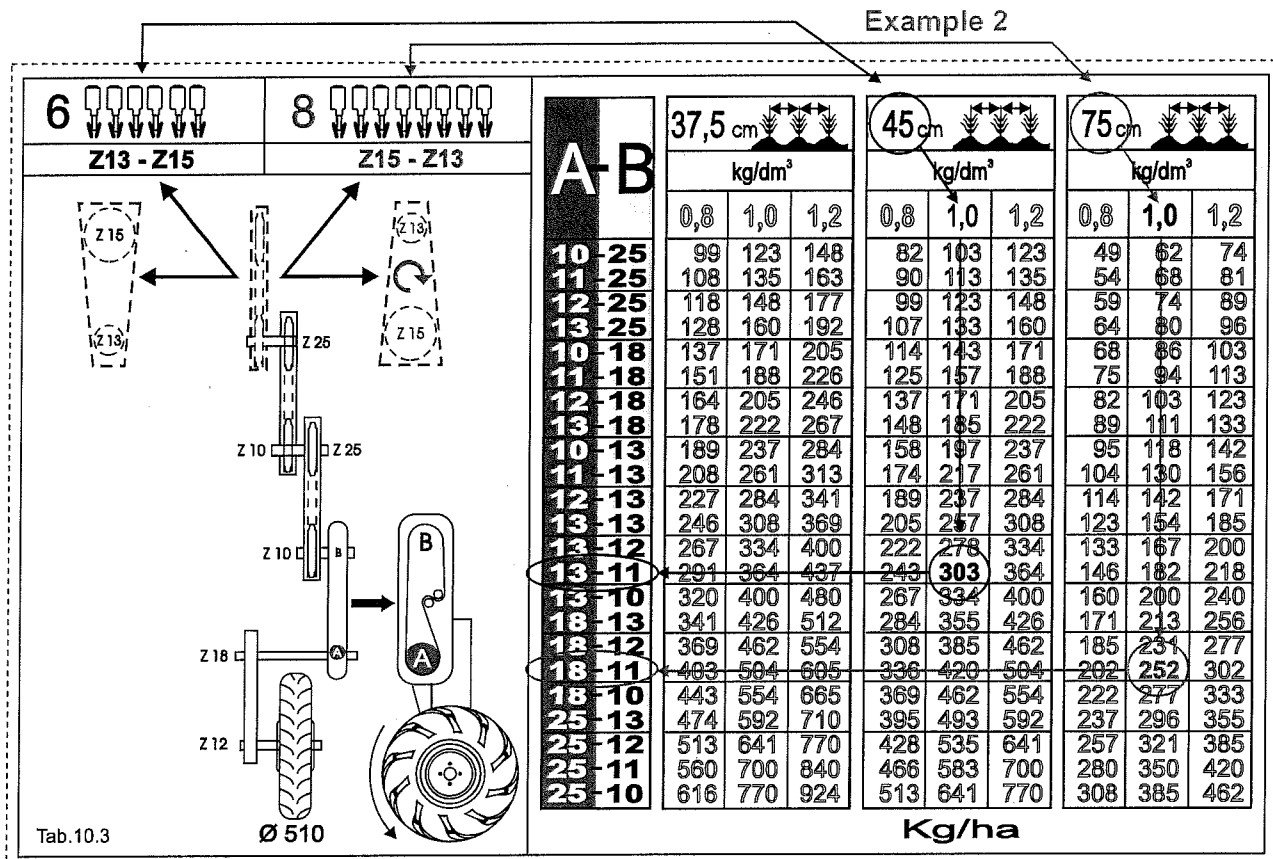 Example 2
6
8
Z13 - Z15
Z15 - Z13
Z 15
Z 13
Z 13
Z 15
Z 25
Z 10
Z 25
Z 10
B
B
A
Z 18
A
Z 12
Ø 510
Tab.10.3
A-B
37,5 cm
45 cm
75 cm
kg/dm³ kg/dm³ kg/dm³
0,8 1,0 1,2 0,8 1,0 1,2 0,8 1,0 1,2
10-25 99 123 148 82 103 123 49 62 74
11-25 108 135 163 90 113 135 54 68 81
12-25 118 148 177 99 123 148 59 74 89
13-25 128 160 192 107 133 160 64 80 96
10-18 137 171 205 114 143 171 68 86 103
11-18 151 188 226 125 157 188 75 94 113
12-18 164 205 246 137 171 205 82 103 123
13-18 178 222 267 148 185 222 89 111 133
10-13 189 237 284 158 197 237 95 118 142
11-13 208 261 313 174 217 261 104 130 156
12-13 227 284 341 189 237 284 114 142 171
13-13 246 308 369 205 257 308 123 154 185
13-12 267 334 400 222 278 334 133 167 200
13-11 291 364 437 243 303 364 146 182 218
13-10 320 400 480 267 334 400 160 200 240
18-13 341 426 512 284 355 426 171 213 256
18-12 369 462 554 308 385 462 185 231 277
18-11 403 504 605 336 420 504 202 252 302
18-10 443 554 665 369 462 554 222 277 333
25-13 474 592 710 395 493 592 237 296 355
25-12 513 641 770 428 535 641 257 321 385
25-11 560 700 840 466 583 700 280 350 420
25-10 616 770 924 513 641 770 308 385 462
Kg/ha